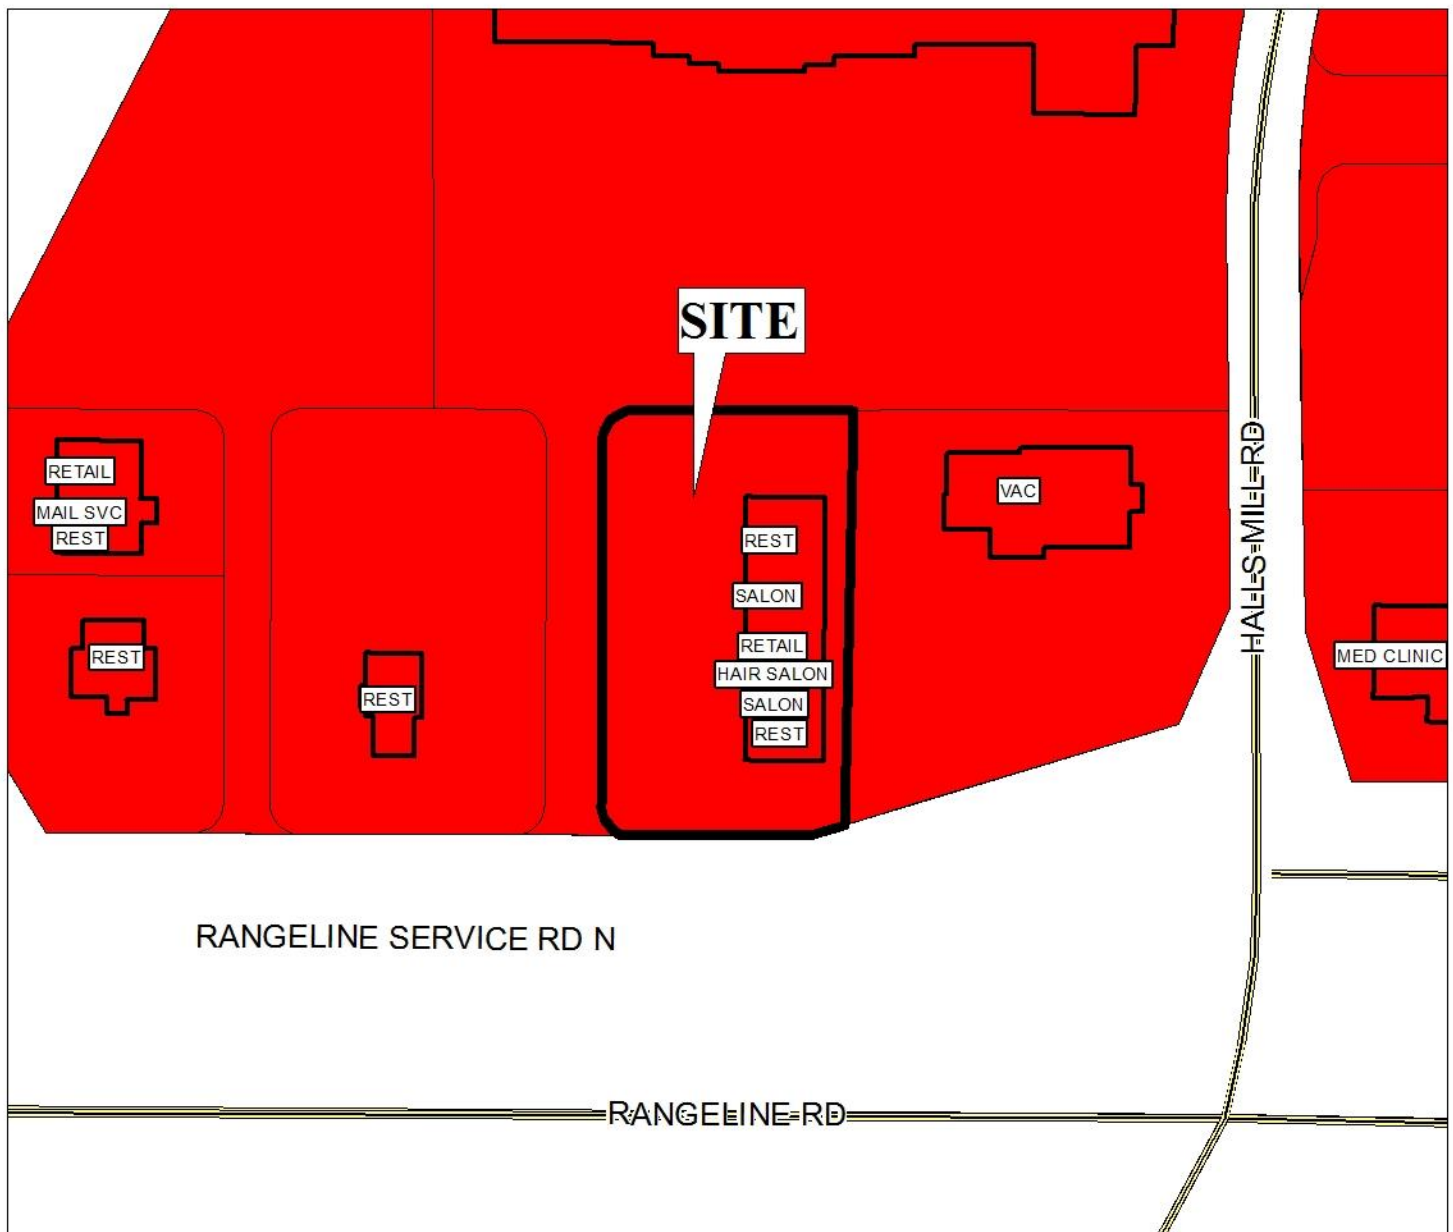 SITE
RETAIL
MAIL SVC
REST
REST
REST
REST
SALON
RETAIL
HAIR SALON
SALON
REST
VAC
HALLS MILL RD
MED CLINIC
RANGELINE SERVICE RD N
RANGELINE RD